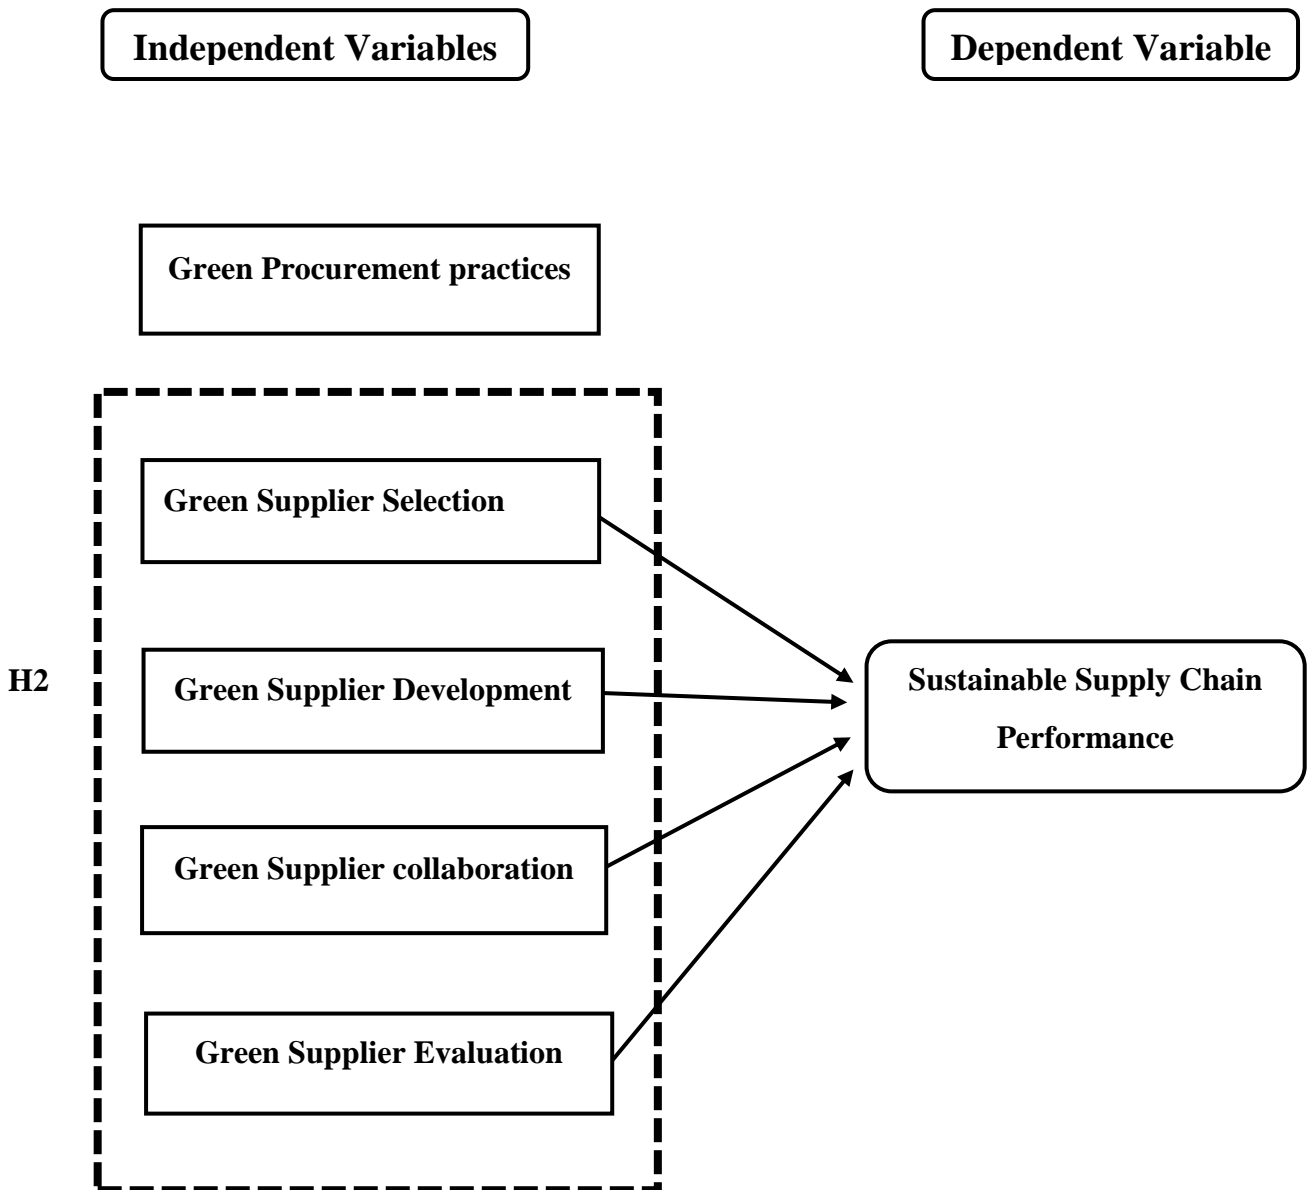 Independent Variables
Dependent Variable
Green Procurement practices
Green Supplier Selection
H2
Green Supplier Development
Green Supplier collaboration
Green Supplier Evaluation
Sustainable Supply Chain
Performance